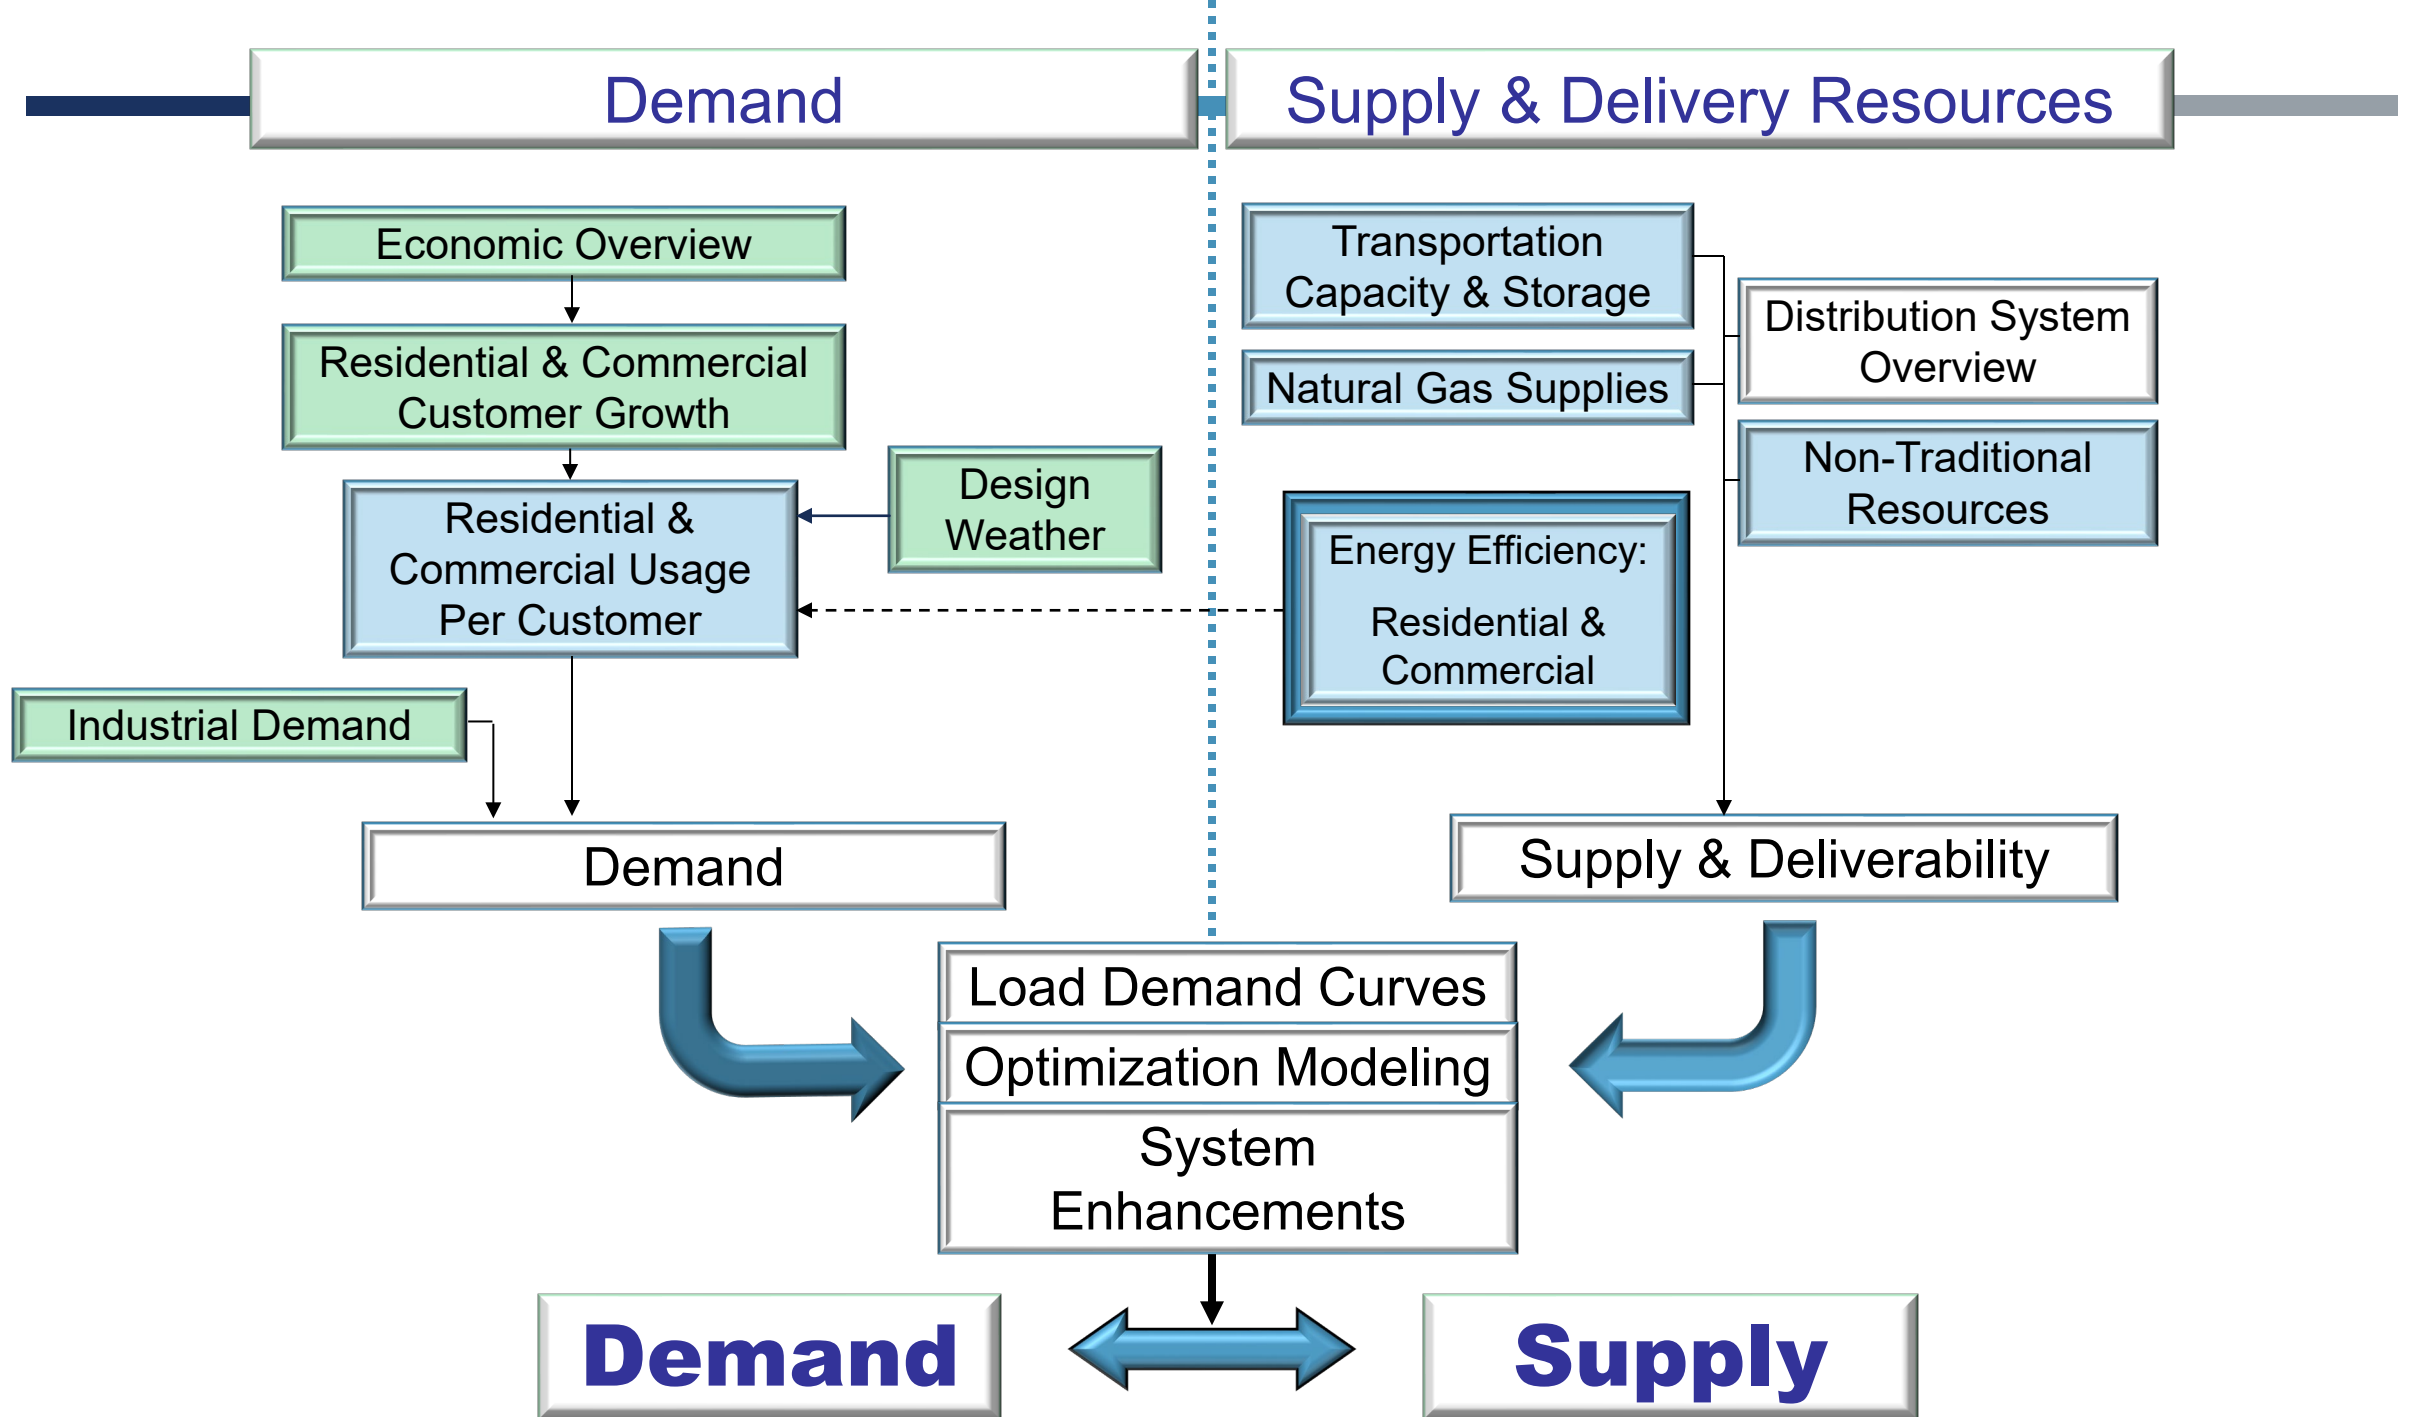 Demand
Supply & Delivery Resources
Economic Overview
Residential & Commercial
Customer Growth
Design
Weather
Residential &
Commercial Usage
Per Customer
Industrial Demand
Demand
Transportation
Capacity & Storage
Distribution System
Overview
Natural Gas Supplies
Non-Traditional
Resources
Energy Efficiency:
Residential &
Commercial
Supply & Deliverability
Load Demand Curves
Optimization Modeling
System
Enhancements
Demand
Supply